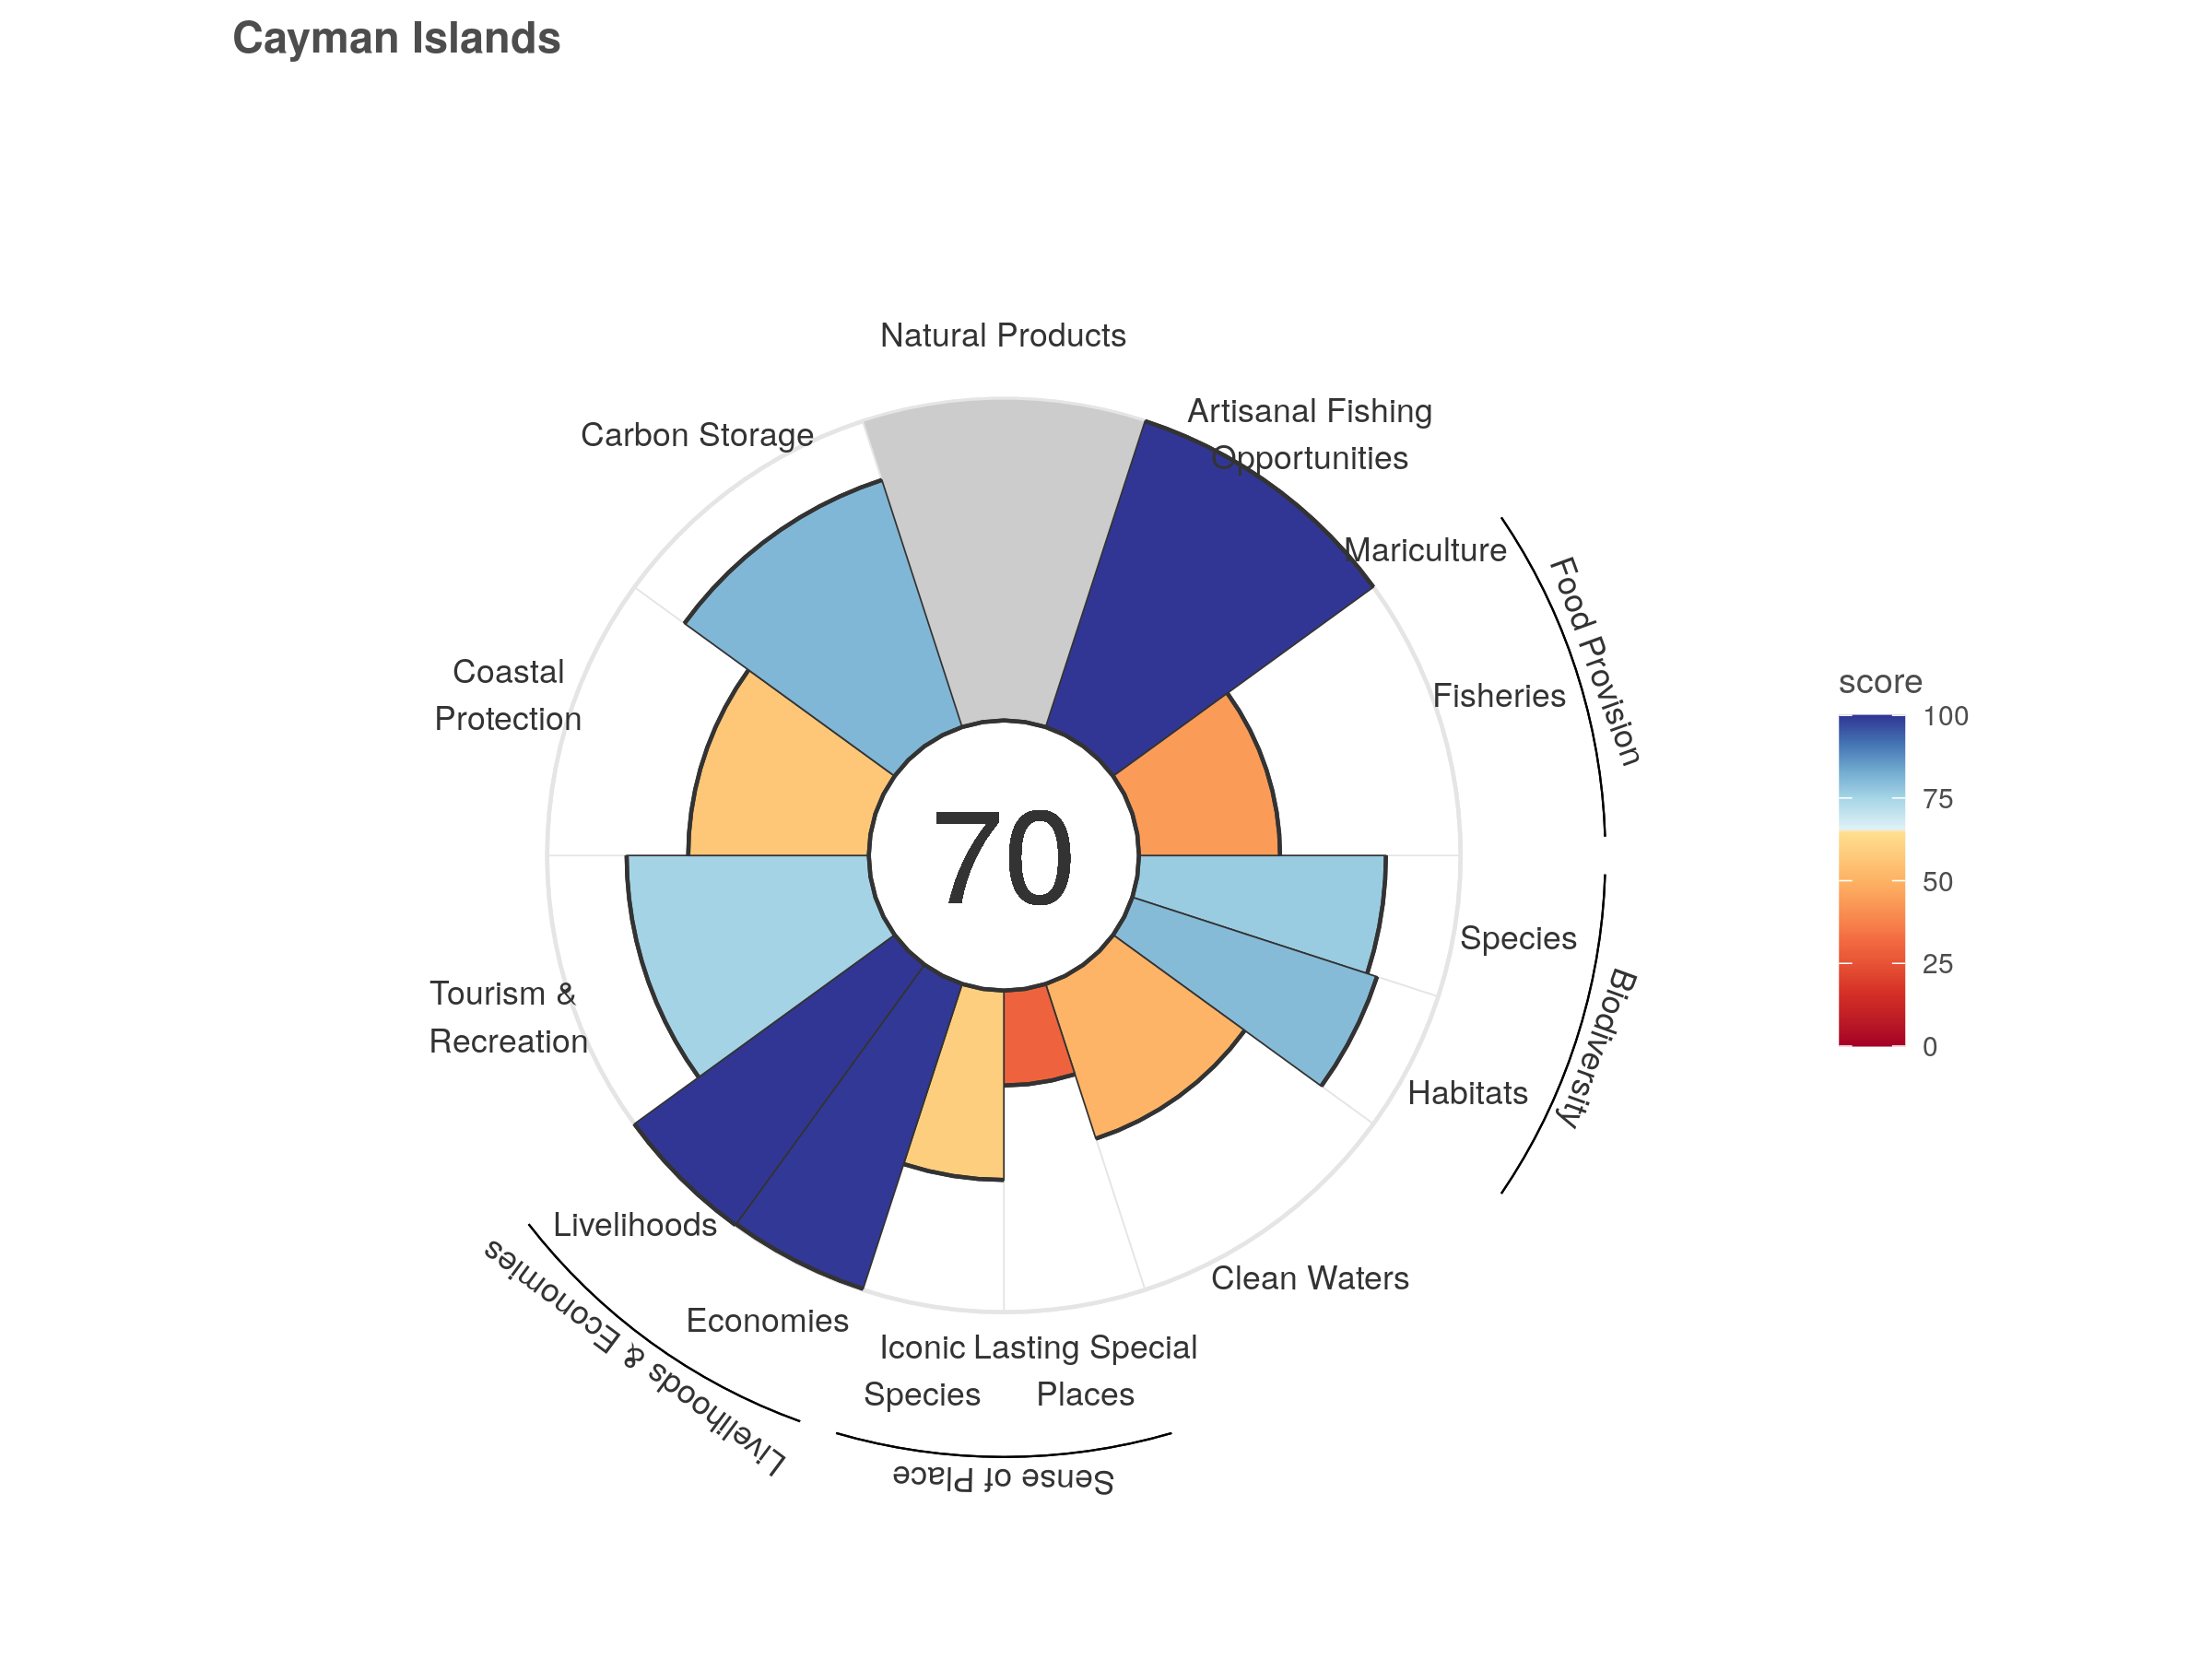 Cayman Islands
Natural Products
Artisanal Fishing
Opportunities
Carbon Storage
Mariculture
Food Provision
Fisheries
Coastal
Protection
score
100
75
50
25
0
70
Species
Biodiversity
Habitats
Tourism &
Recreation
Livelihoods
Livelihoods & Economies
Economies
Clean Waters
Iconic
Species
Lasting Special
Places
Sense of Place